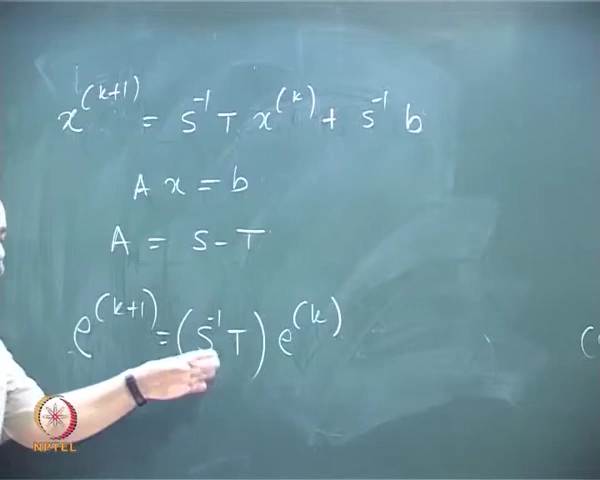 x^(k+1) = S^-1 T x^(k) + S^-1 b
A x = b
A = S - T
e^(k+1) = (S^-1 T) e^(k)
(
NPTEL